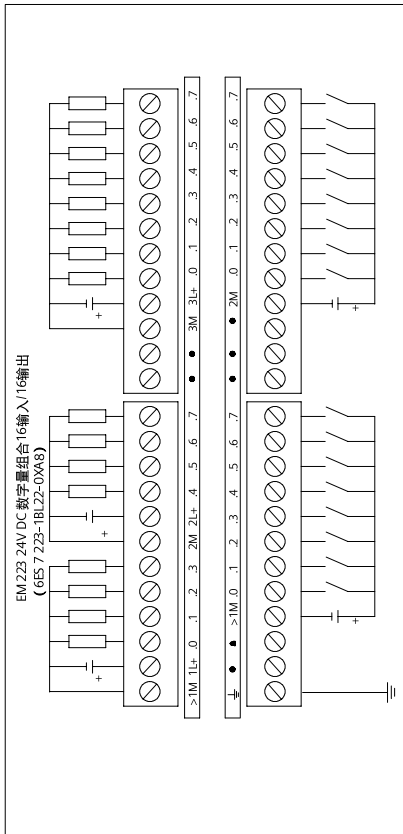 EM 223 24V DC 数字量组合16输入/16输出
(6ES 7 223-1BL22-0XA8)
+ + +
>1M 1L+ .0 .1 .2 .3 2M 2L+ .4 .5 .6 .7 ● ● 3M 3L+ .0 .1 .2 .3 .4 .5 .6 .7
● ● >1M .0 .1 .2 .3 .4 .5 .6 .7 ● ● ● 2M .0 .1 .2 .3 .4 .5 .6 .7
+ +